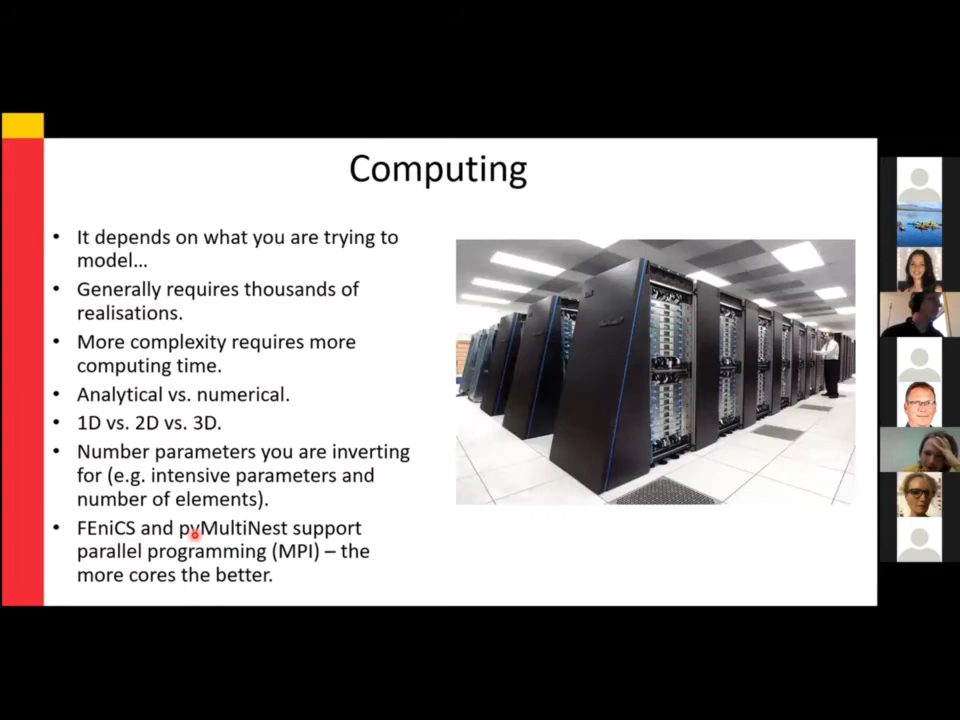 Computing
• It depends on what you are trying to
model…
• Generally requires thousands of
realisations.
• More complexity requires more
computing time.
• Analytical vs. numerical.
• 1D vs. 2D vs. 3D.
• Number parameters you are inverting
for (e.g. intensive parameters and
number of elements).
• FEniCS and pyMultiNest support
parallel programming (MPI) – the
more cores the better.